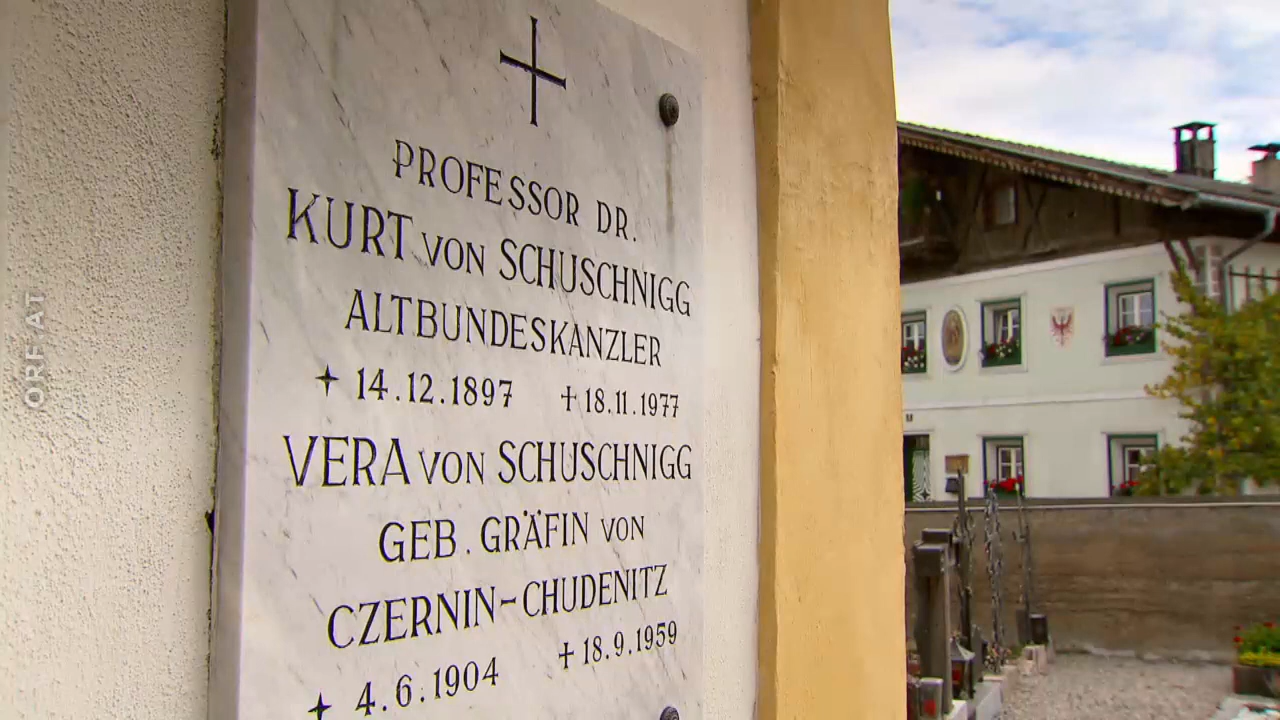 ORF.AT
PROFESSOR DR.
KURT VON SCHUSCHNIGG
ALTBUNDESKANZLER
14.12.1897 18.11.1977
VERA VON SCHUSCHNIGG
GEB. GRÄFIN VON
CZERNIN-CHUDENITZ
4.6.1904 18.9.1959